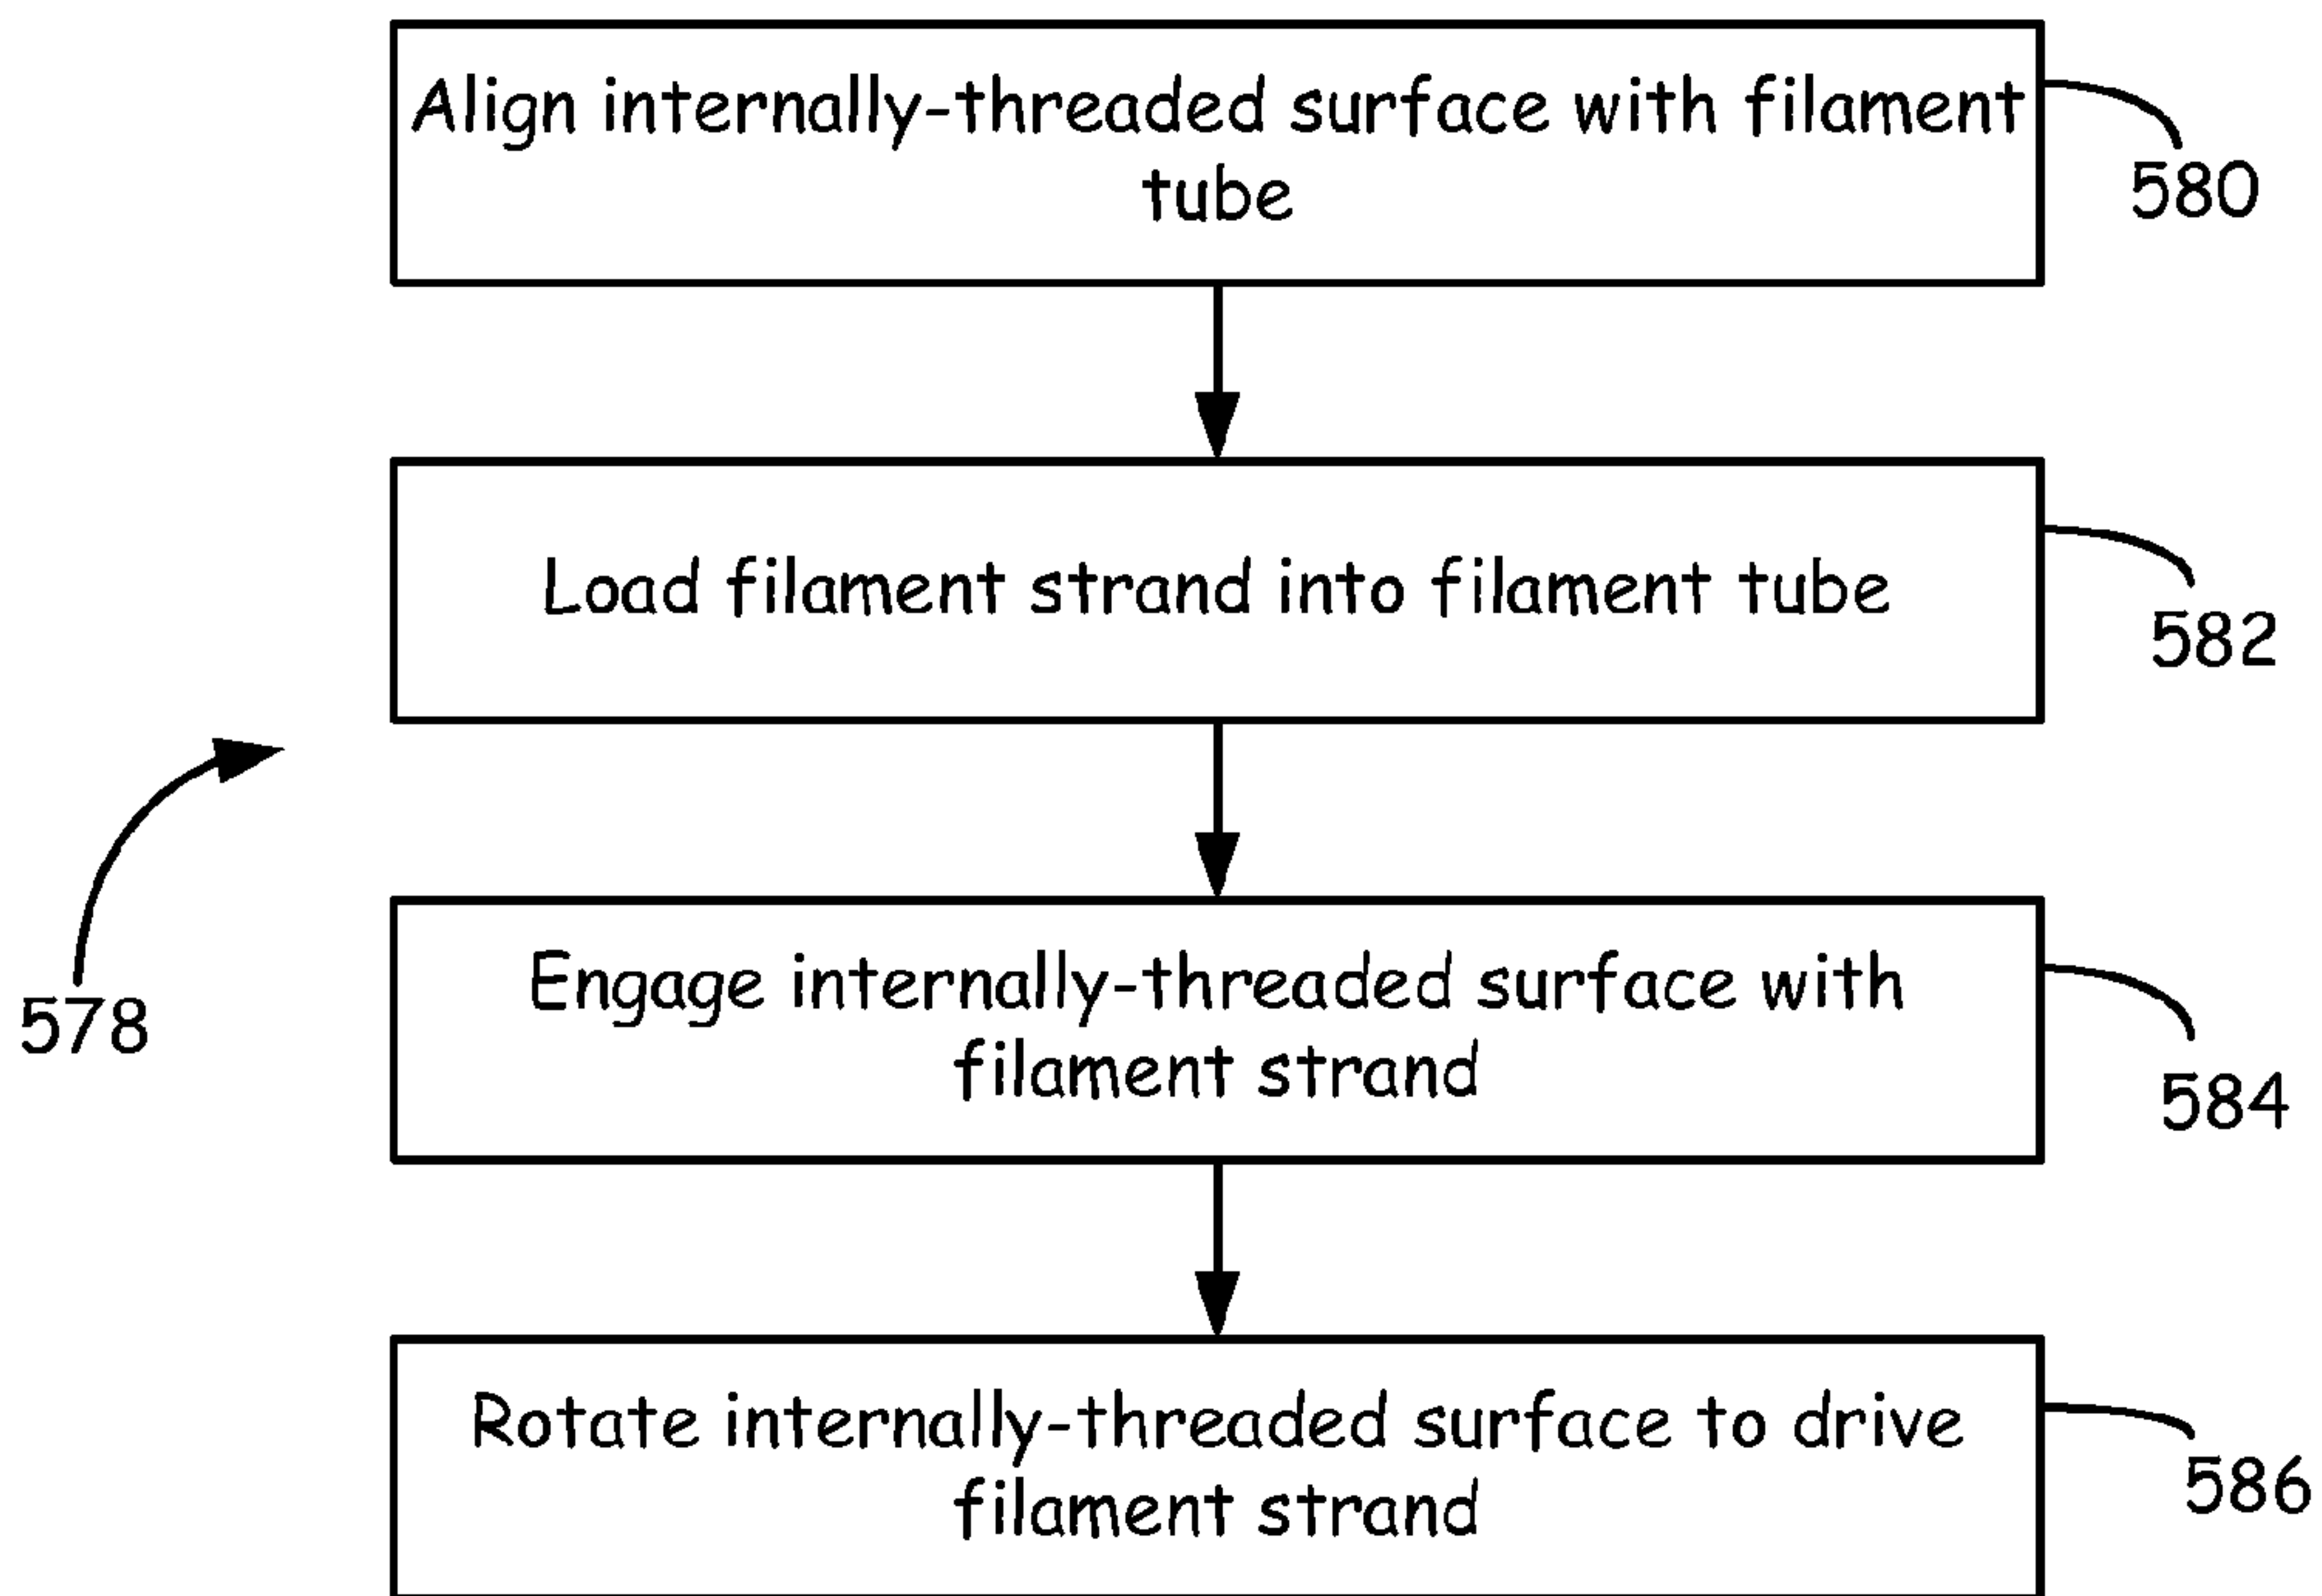 Align internally-threaded surface with filament
tube
580
Load filament strand into filament tube
582
578
Engage internally-threaded surface with
filament strand
584
Rotate internally-threaded surface to drive
filament strand
586